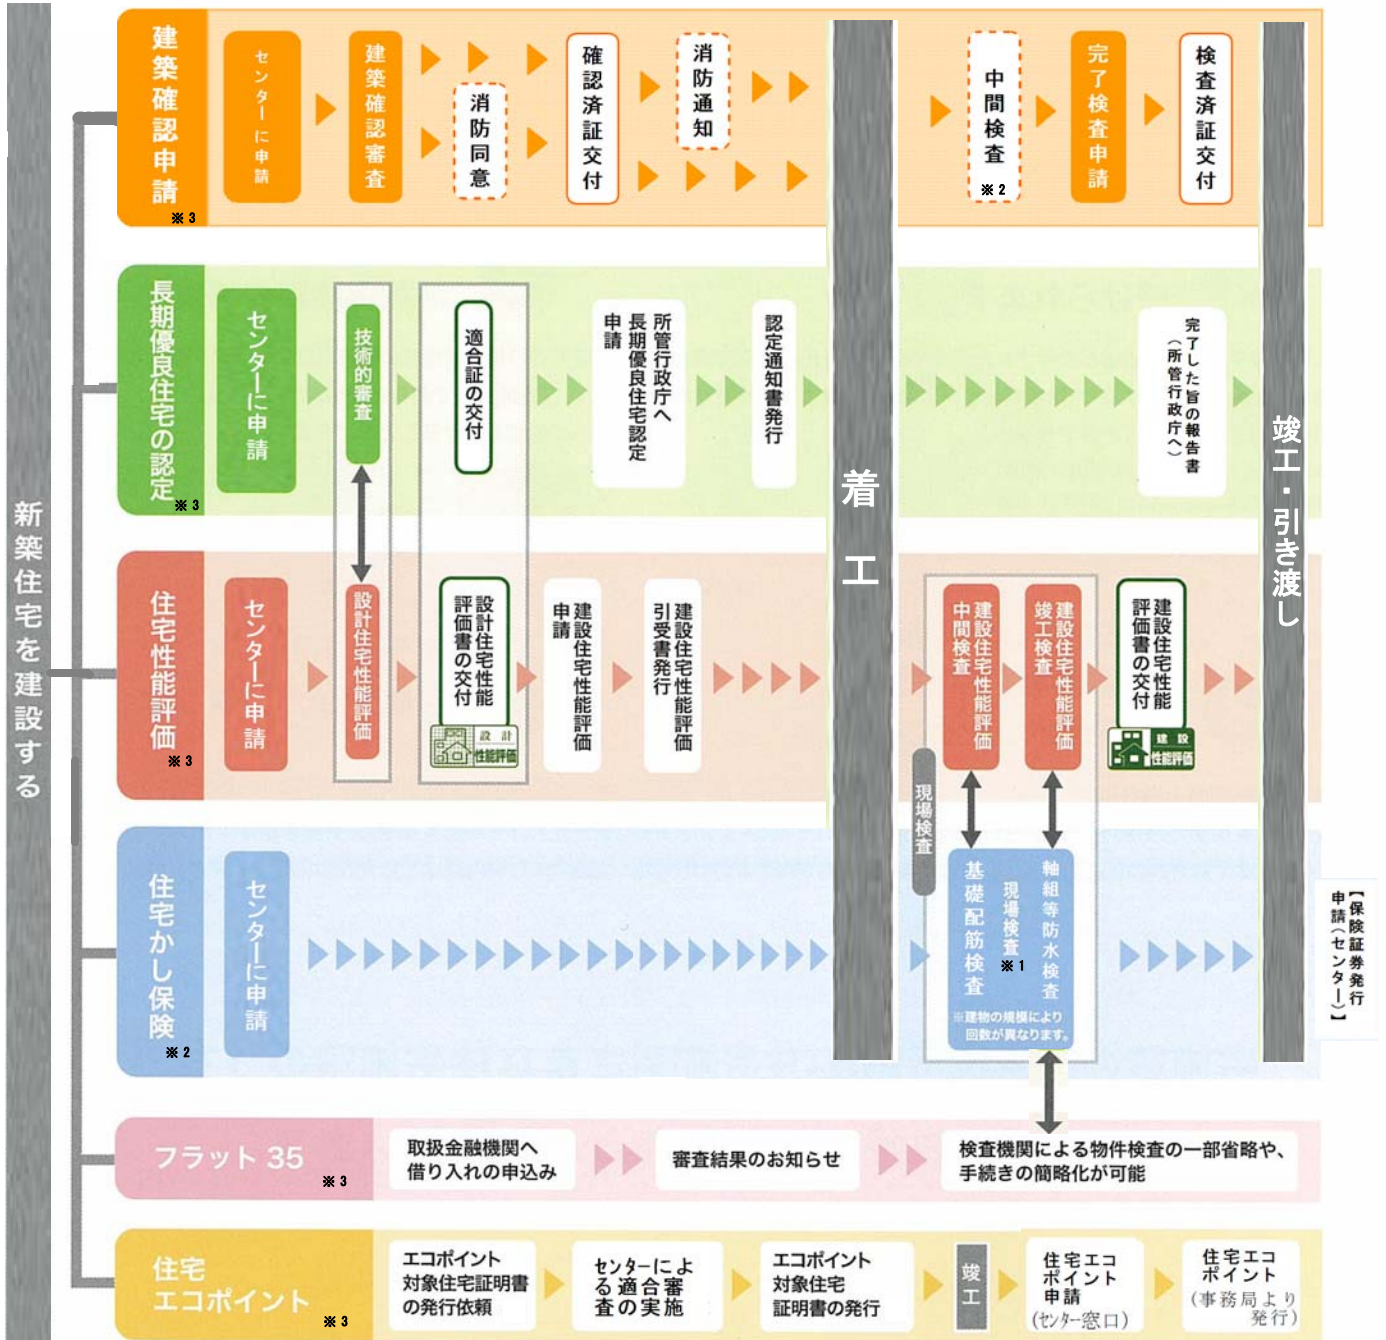 新築住宅を建設する
建築確認申請
※3
センターに申請
建築確認審査
消防同意
確認済証交付
消防通知
着工
中間検査
※2
完了検査申請
検査済証交付
竣工・引き渡し
長期優良住宅の認定
※3
センターに申請
技術的審査
適合証の交付
所管行政庁へ
長期優良住宅認定
申請
認定通知書発行
完了した旨の報告書
(所管行政庁へ)
住宅性能評価
※3
センターに申請
設計住宅性能評価
設計住宅性能
評価書の交付
設計
性能評価
建設住宅性能評価
申請
建設住宅性能評価
引受書発行
現場検査
建設住宅性能評価
中間検査
建設住宅性能評価
竣工検査
建設住宅性能
評価書の交付
建設
性能評価
住宅かし保険
※2
センターに申請
基礎配筋検査
現場検査
※1
軸組等防水検査
※建物の規模により
回数が異なります。
【保険証券発行
申請(センター)】
フラット 35
※3
取扱金融機関へ
借り入れの申込み
審査結果のお知らせ
検査機関による物件検査の一部省略や、
手続きの簡略化が可能
住宅
エコポイント
※3
エコポイント
対象住宅証明書
の発行依頼
センターによ
る適合審
査の実施
エコポイント
対象住宅
証明書の発行
竣工
住宅エコ
ポイント
申請
(センター窓口)
住宅エコ
ポイント
(事務局より
発行)